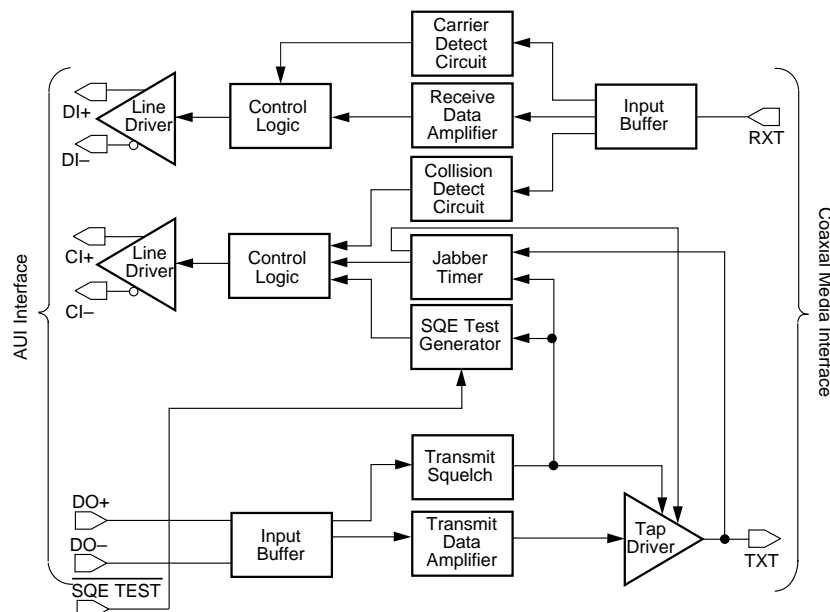 Carrier
Detect
Circuit
DI+
Line
Driver
Control
Logic
Receive
Data
Amplifier
Input
Buffer
RXT
DI–
Collision
Detect
Circuit
CI+
Line
Driver
Control
Logic
Jabber
Timer
CI–
SQE Test
Generator
AUI Interface
Coaxial Media Interface
Transmit
Squelch
DO+
Input
Buffer
Transmit
Data
Amplifier
Tap
Driver
DO–
TXT
SQE TEST